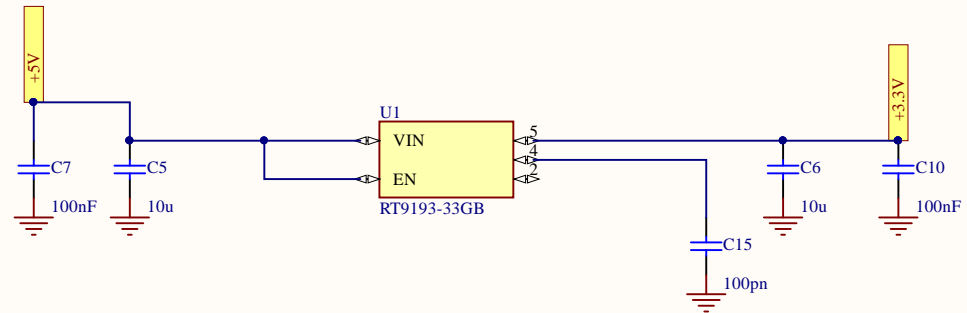 +5V
+3.3V
U1
VIN
5
4
EN
2
C7
C5
C6
C10
100nF
10u
RT9193-33GB
10u
100nF
C15
100pn